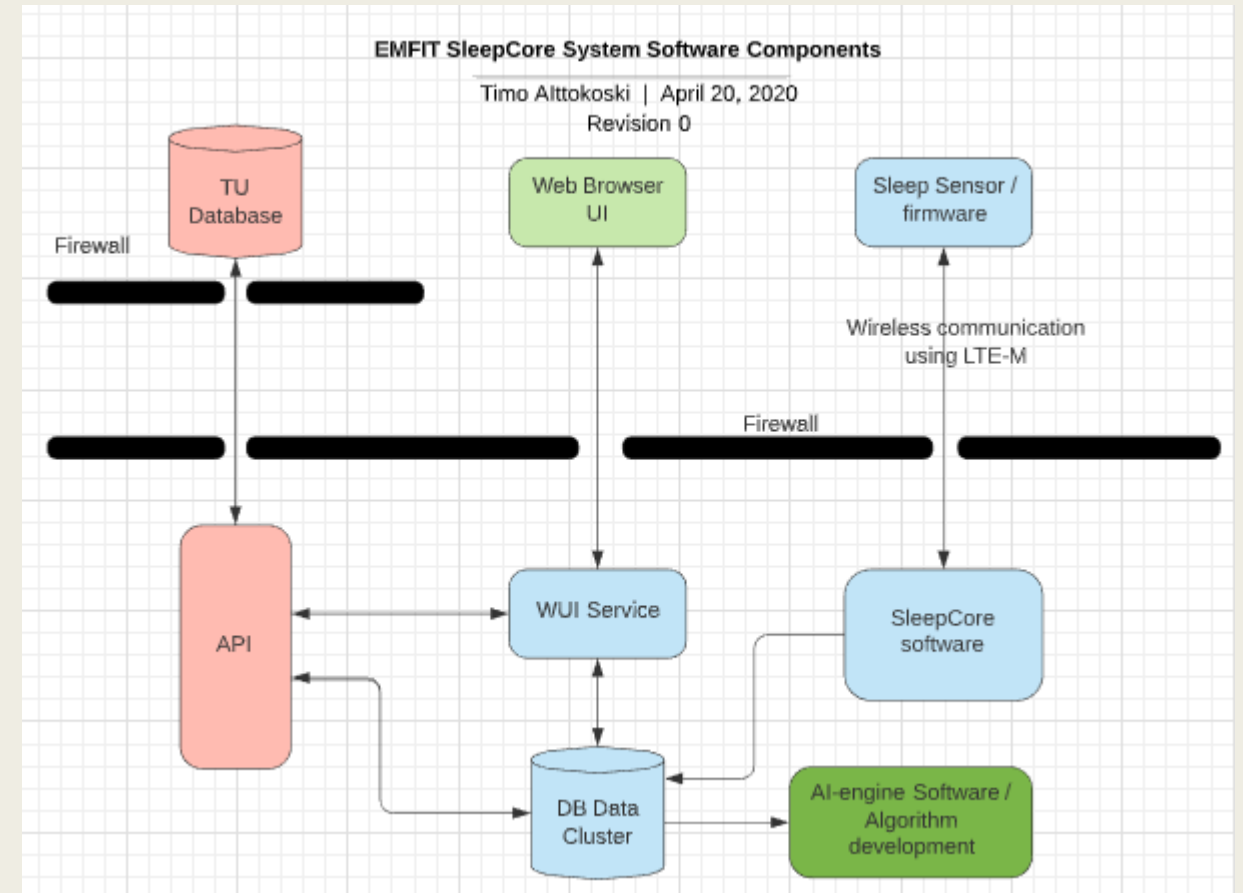 EMFIT SleepCore System Software Components
Timo Alttokoski | April 20, 2020
Revision 0
TU
Database
Web Browser
UI
Sleep Sensor /
firmware
Firewall
Wireless communication
using LTE-M
Firewall
API
WUI Service
SleepCore
software
DB Data
Cluster
AI-engine Software /
Algorithm
development